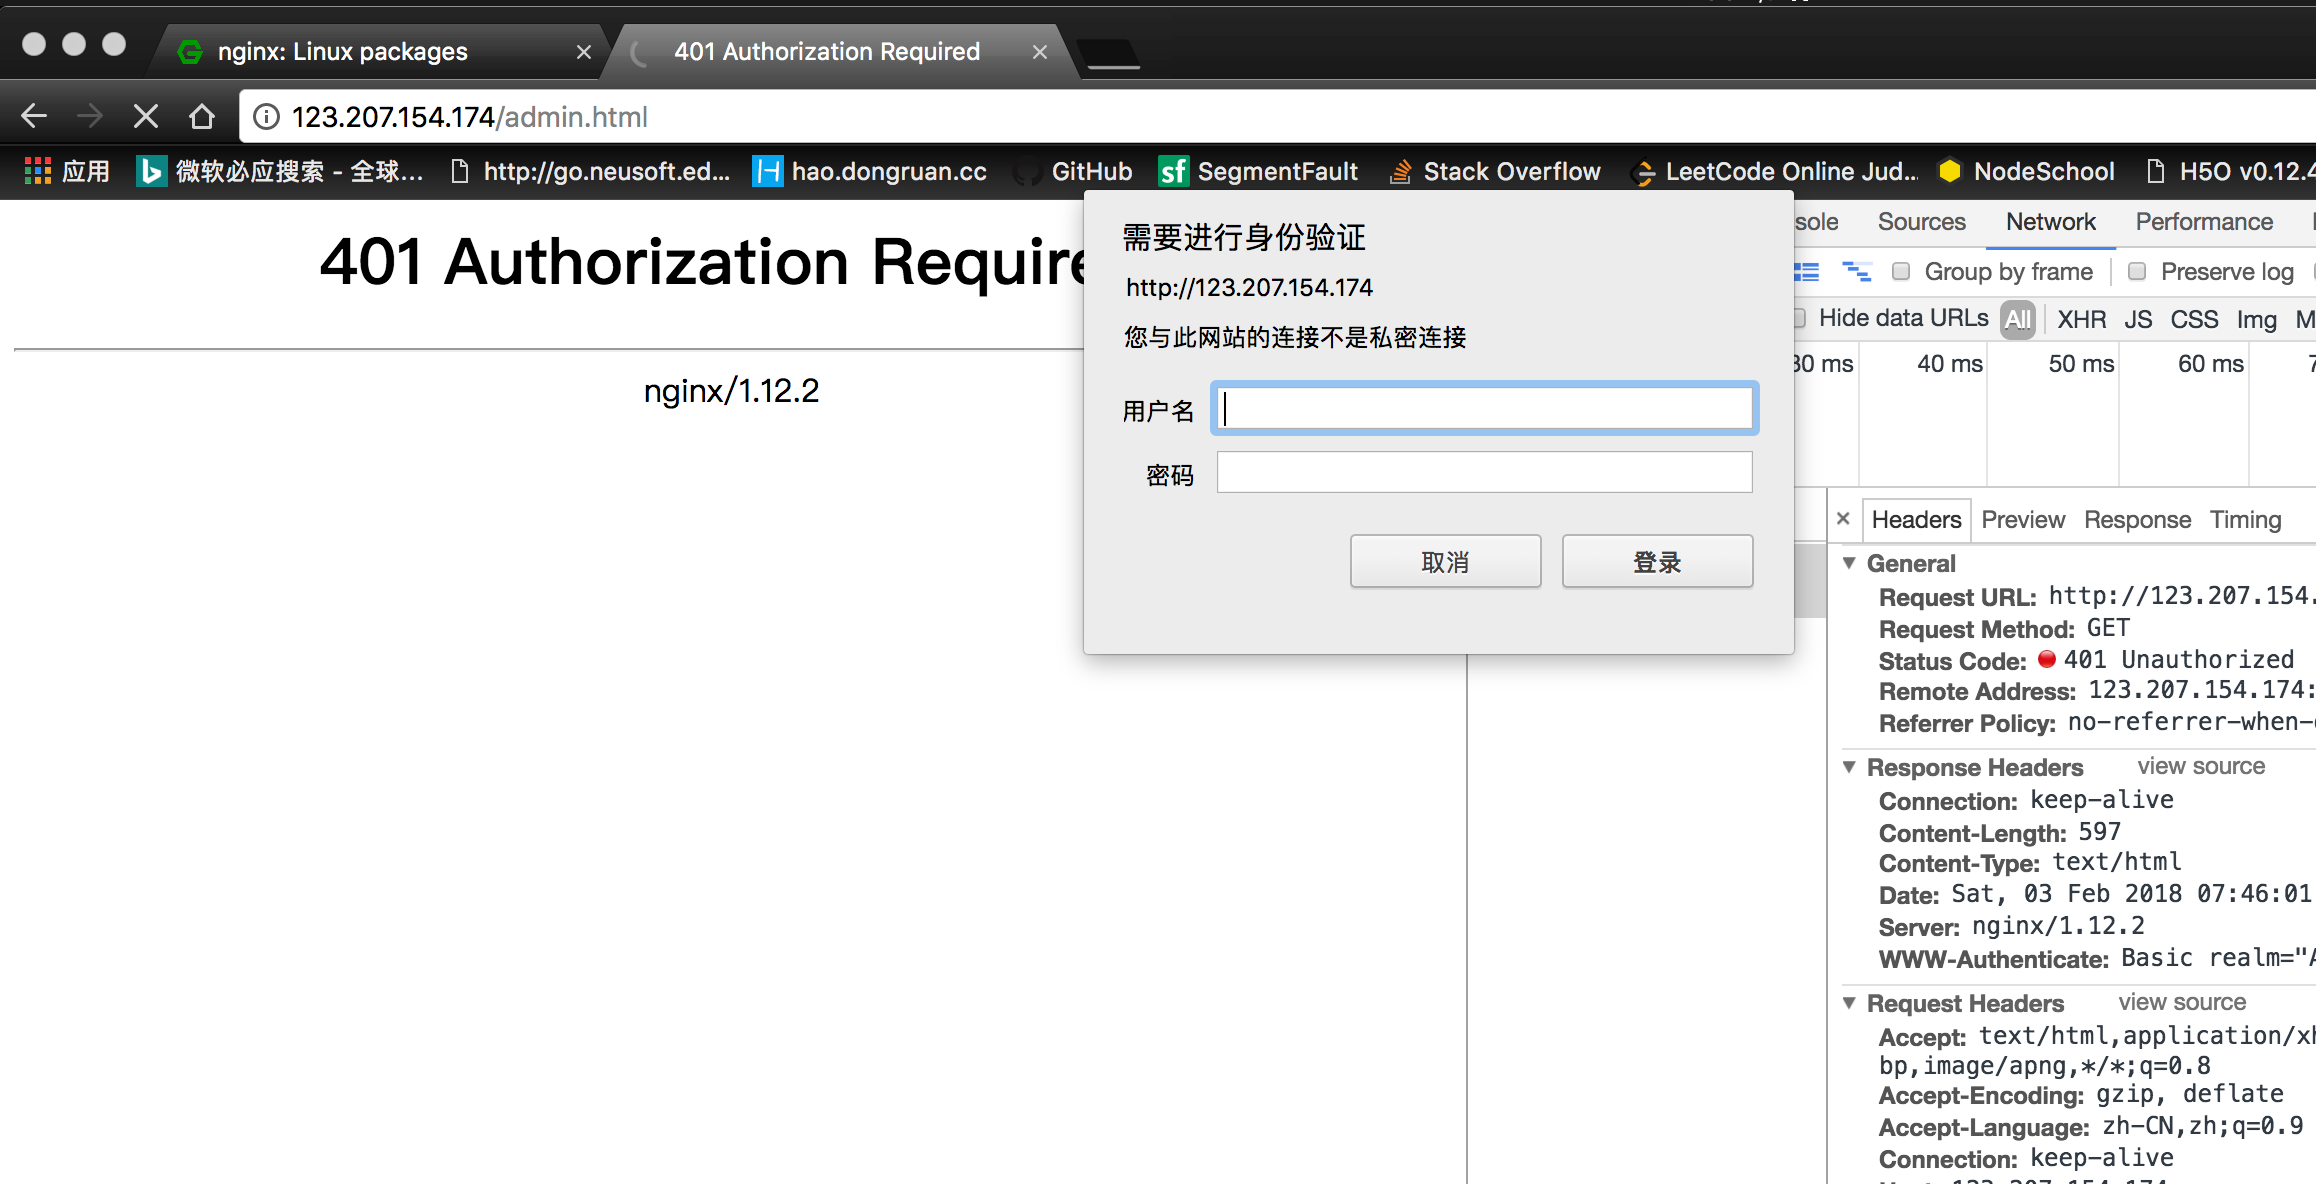 nginx: Linux packages
401 Authorization Required
123.207.154.174/admin.html
应用
微软必应搜索 - 全球...
http://go.neusoft.ed...
hao.dongruan.cc
GitHub
SegmentFault
Stack Overflow
LeetCode Online Jud...
NodeSchool
H5O v0.12.4
401 Authorization Require
nginx/1.12.2
需要进行身份验证
http://123.207.154.174
您与此网站的连接不是私密连接
用户名
密码
取消
登录
sole
Sources
Network
Performance
Group by frame
Preserve log
Hide data URLs
All
XHR
JS
CSS
Img
M
30 ms
40 ms
50 ms
60 ms
Headers
Preview
Response
Timing
General
Request URL: http://123.207.154.
Request Method: GET
Status Code: 401 Unauthorized
Remote Address: 123.207.154.174:
Referrer Policy: no-referrer-when-
Response Headers view source
Connection: keep-alive
Content-Length: 597
Content-Type: text/html
Date: Sat, 03 Feb 2018 07:46:01
Server: nginx/1.12.2
WWW-Authenticate: Basic realm="A
Request Headers view source
Accept: text/html,application/xh
bp,image/apng,*/*;q=0.8
Accept-Encoding: gzip, deflate
Accept-Language: zh-CN,zh;q=0.9
Connection: keep-alive